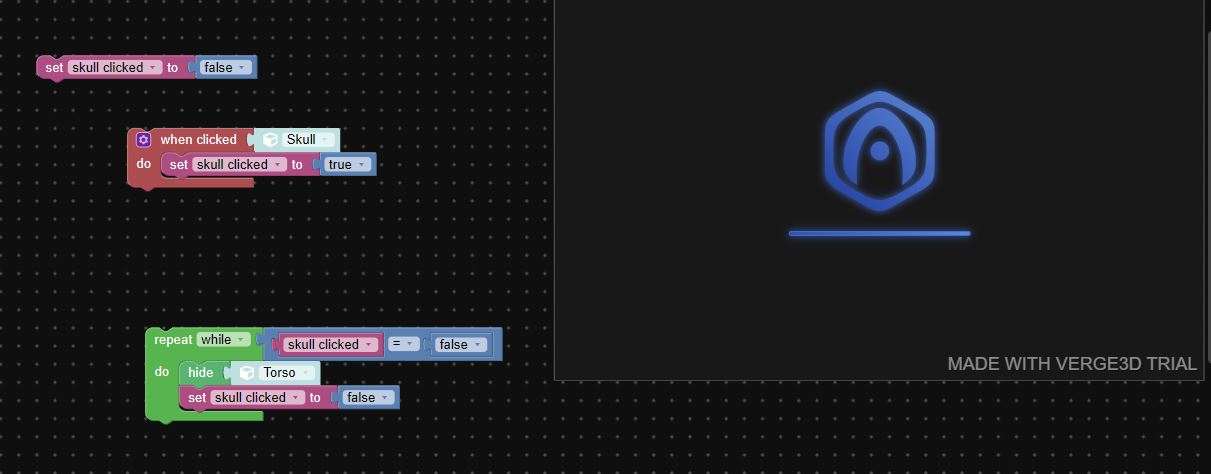 set skull clicked to false
when clicked Skull
do set skull clicked to true
repeat while skull clicked = false
do hide Torso
set skull clicked to false
MADE WITH VERGE3D TRIAL